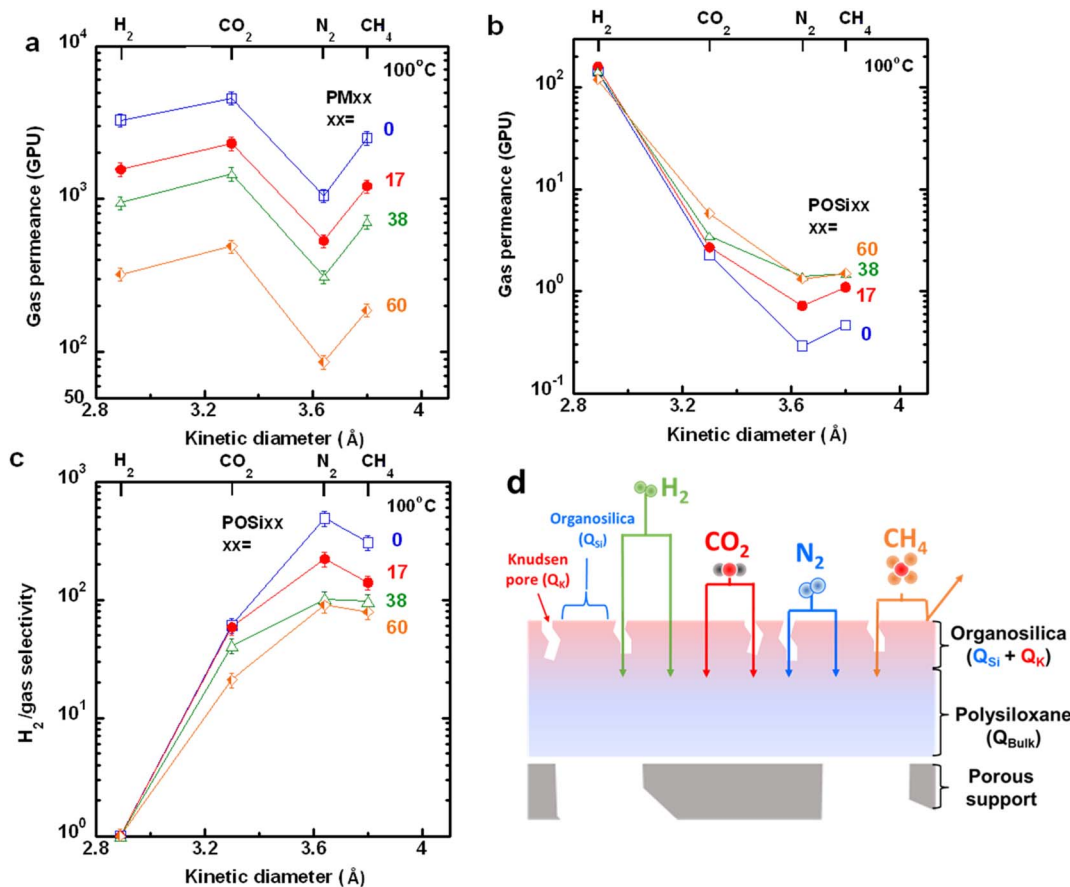 a
H2 CO2 N2 CH4
10^4
100°C
PMxx
xx=
0
17
38
60
10^3
10^2
50
Gas permeance (GPU)
2.8 3.2 3.6 4
Kinetic diameter (Å)
b
H2 CO2 N2 CH4
100°C
10^2
10^1
10^0
10^-1
POSixx
xx=
60
38
17
0
Gas permeance (GPU)
2.8 3.2 3.6 4
Kinetic diameter (Å)
c
H2 CO2 N2 CH4
10^3
100°C
POSixx
xx=
0
17
38
60
10^2
10^1
10^0
H2/gas selectivity
2.8 3.2 3.6 4
Kinetic diameter (Å)
d
H2
Organosilica
(QSi)
Knudsen
pore (QK)
CO2
N2
CH4
Organosilica
(QSi + QK)
Polysiloxane
(QBulk)
Porous
support